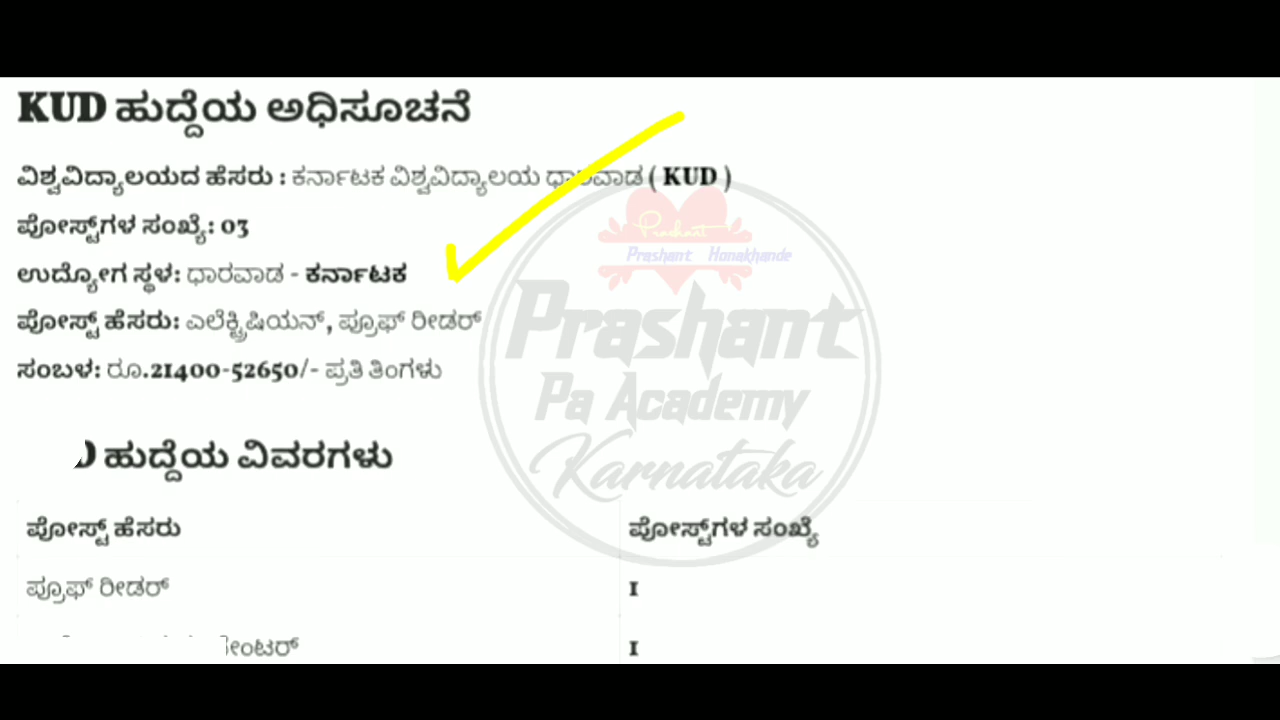 KUD ಹುದ್ದೆಯ ಅಧಿಸೂಚನೆ
ವಿಶ್ವವಿದ್ಯಾಲಯದ ಹೆಸರು : ಕರ್ನಾಟಕ ವಿಶ್ವವಿದ್ಯಾಲಯ ಧಾರವಾಡ ( KUD )
ಪೋಸ್ಟ್‌ಗಳ ಸಂಖ್ಯೆ: 03
ಉದ್ಯೋಗ ಸ್ಥಳ: ಧಾರವಾಡ - ಕರ್ನಾಟಕ
ಪೋಸ್ಟ್ ಹೆಸರು: ಎಲೆಕ್ಟ್ರಿಷಿಯನ್, ಪ್ರೂಫ್ ರೀಡರ್
ಸಂಬಳ: ರೂ.21400-52650/- ಪ್ರತಿ ತಿಂಗಳು
Prashant
Prashant Honakhande
Prashant
Pa Academy
Karnataka
ಹುದ್ದೆಯ ವಿವರಗಳು
ಪೋಸ್ಟ್ ಹೆಸರು ಪೋಸ್ಟ್‌ಗಳ ಸಂಖ್ಯೆ
ಪ್ರೂಫ್ ರೀಡರ್ 1
1